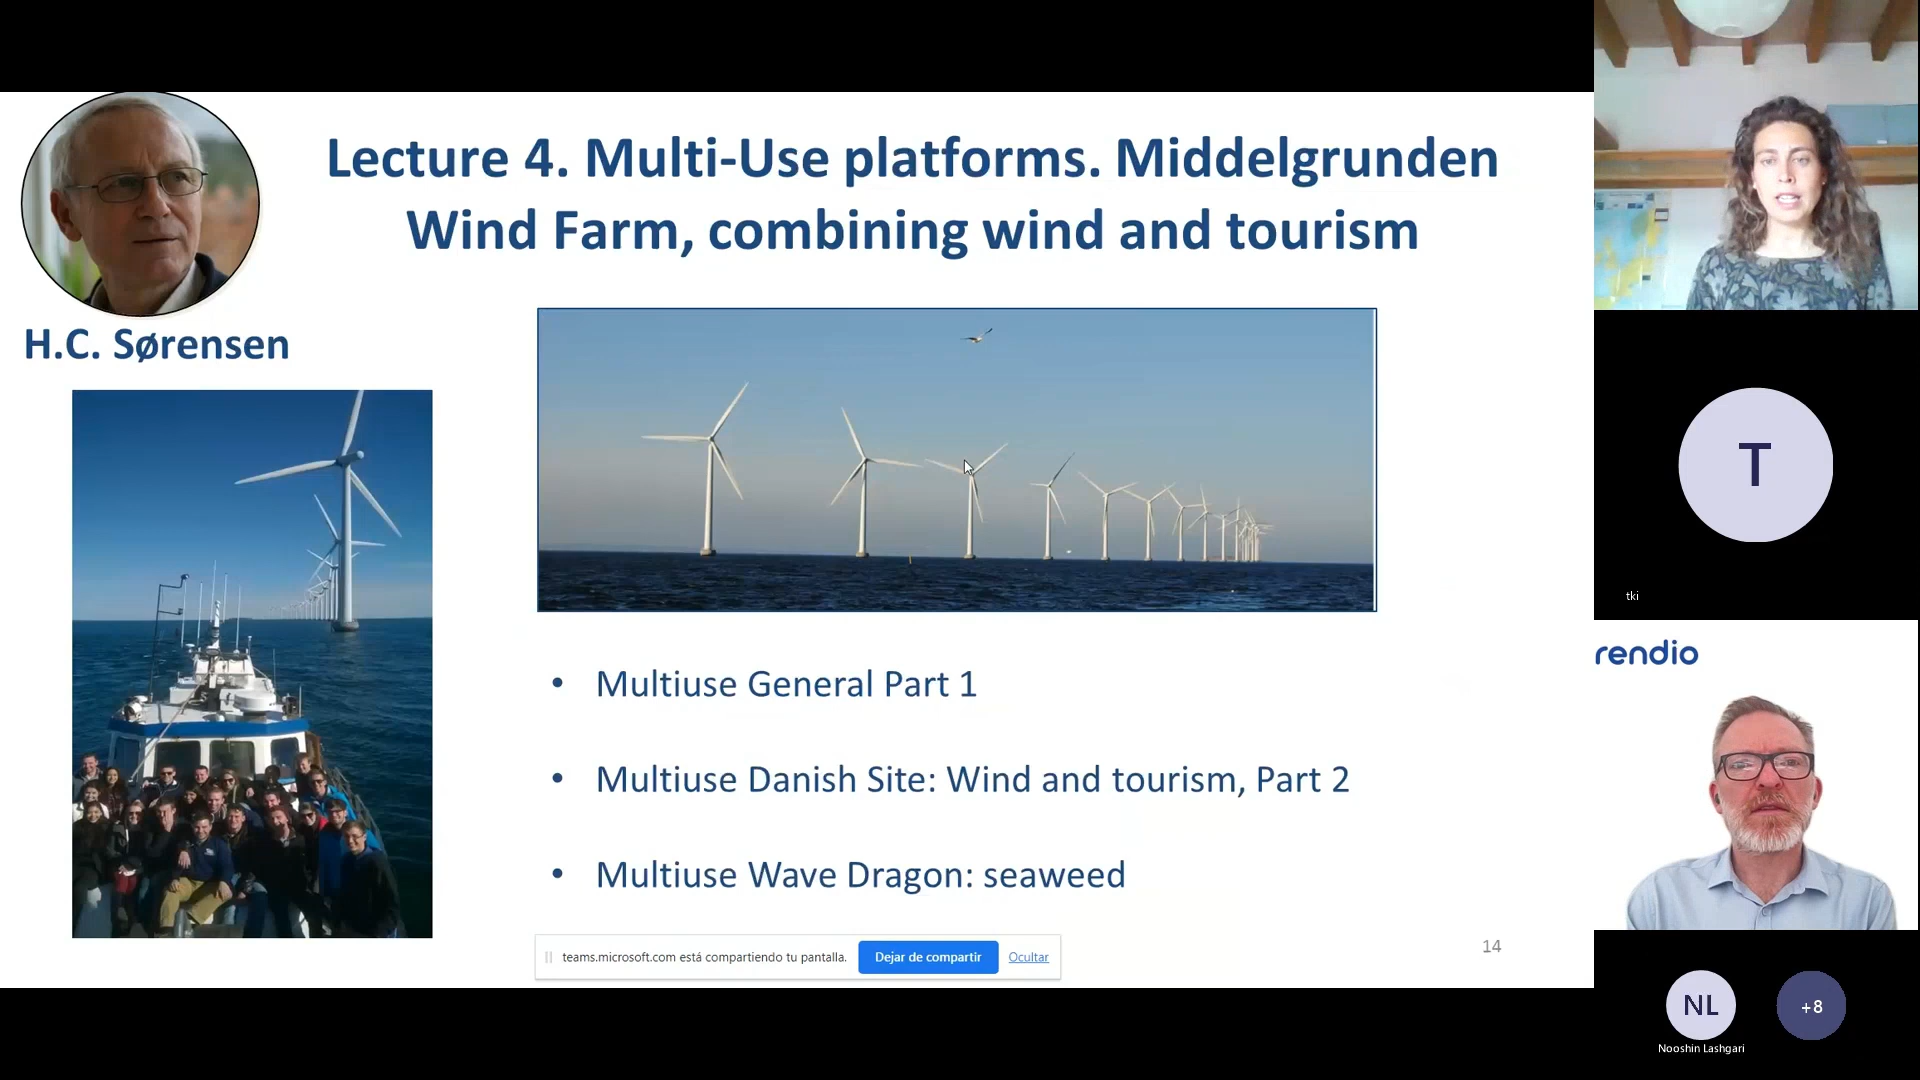 Lecture 4. Multi-Use platforms. Middelgrunden
Wind Farm, combining wind and tourism
H.C. Sørensen
• Multiuse General Part 1
• Multiuse Danish Site: Wind and tourism, Part 2
• Multiuse Wave Dragon: seaweed
teams.microsoft.com está compartiendo tu pantalla.
Dejar de compartir
Ocultar
14
T
tki
rendio
NL
+8
Nooshin Lashgari